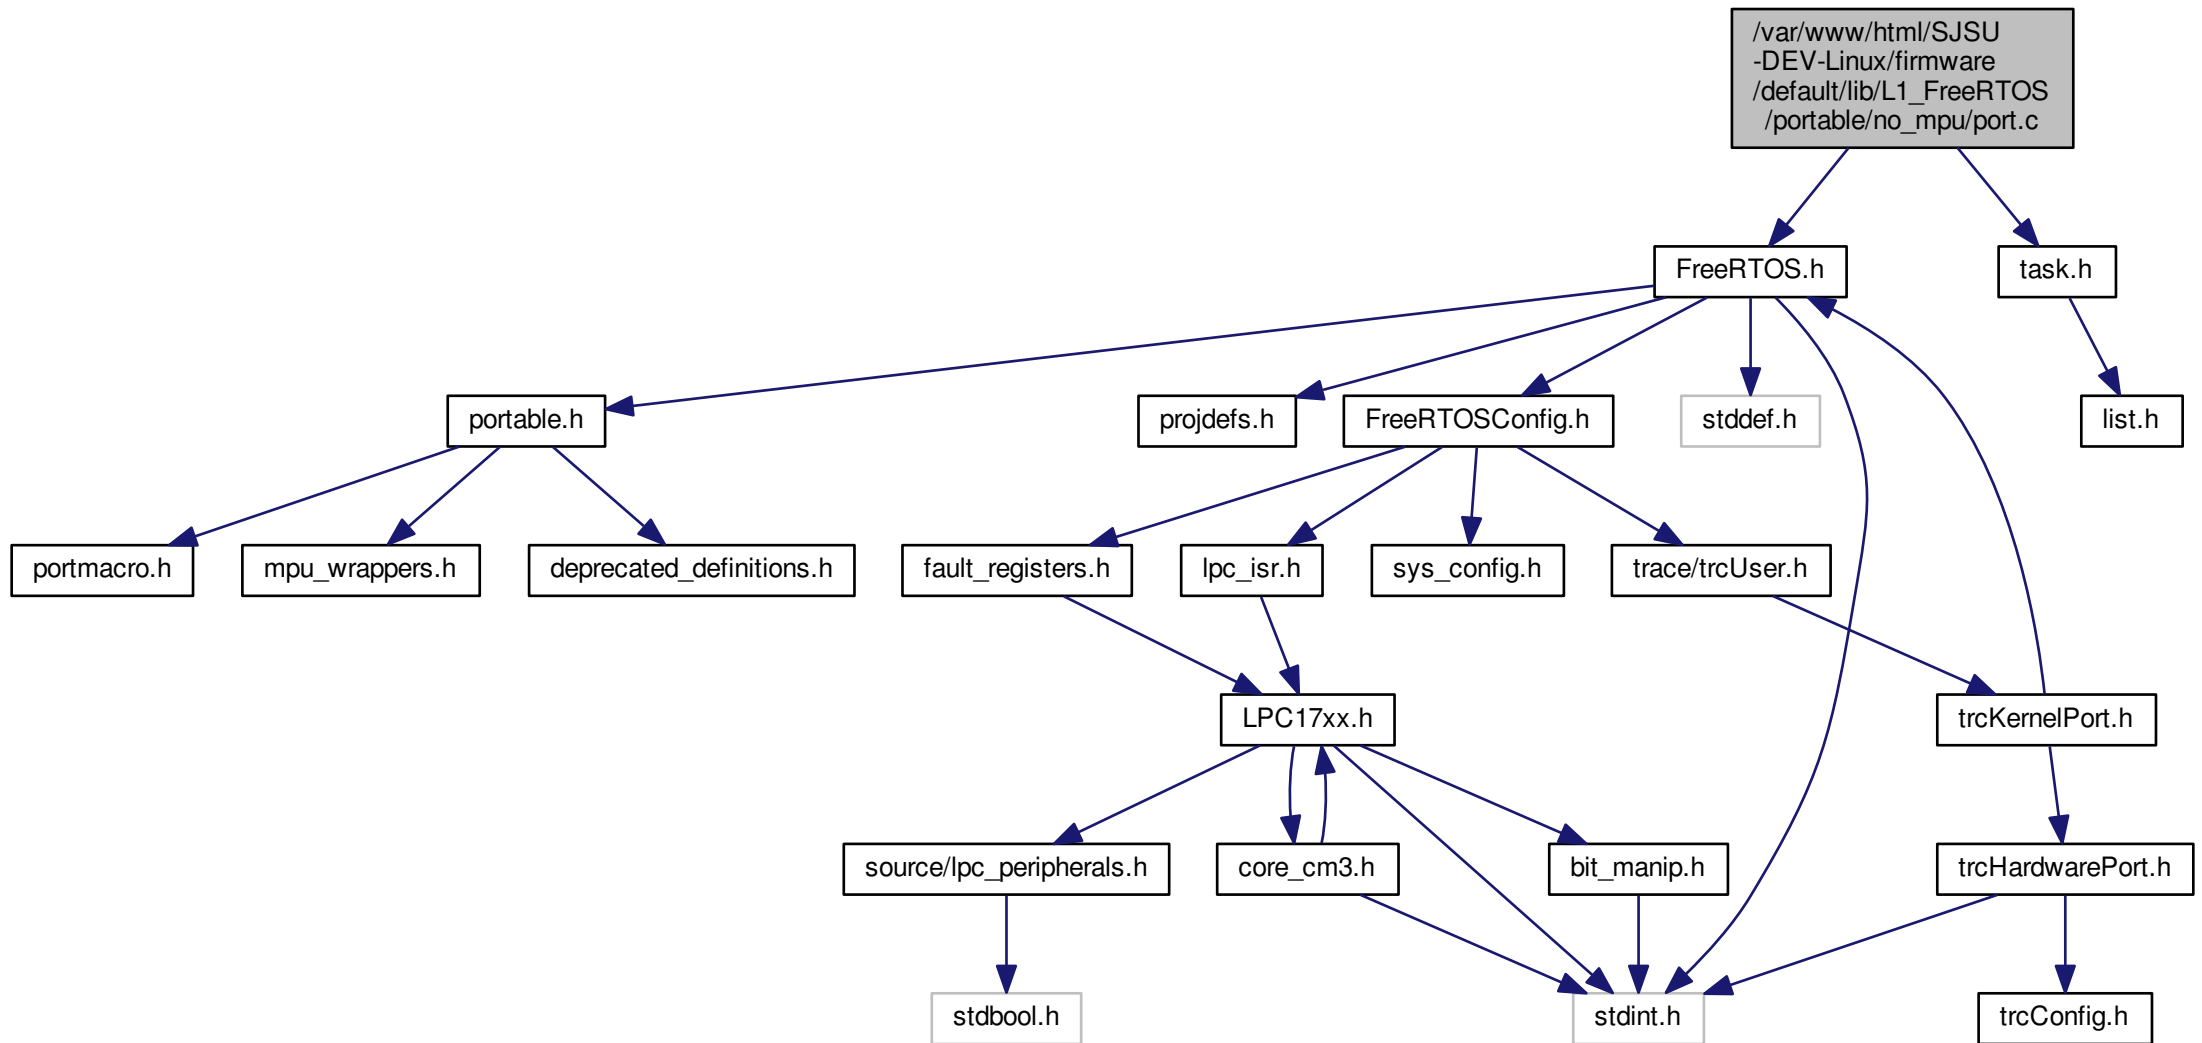 /var/www/html/SJSU
-DEV-Linux/firmware
/default/lib/L1_FreeRTOS
/portable/no_mpu/port.c
FreeRTOS.h
task.h
portable.h
projdefs.h
FreeRTOSConfig.h
stddef.h
list.h
portmacro.h
mpu_wrappers.h
deprecated_definitions.h
fault_registers.h
lpc_isr.h
sys_config.h
trace/trcUser.h
LPC17xx.h
trcKernelPort.h
source/lpc_peripherals.h
core_cm3.h
bit_manip.h
trcHardwarePort.h
stdbool.h
stdint.h
trcConfig.h